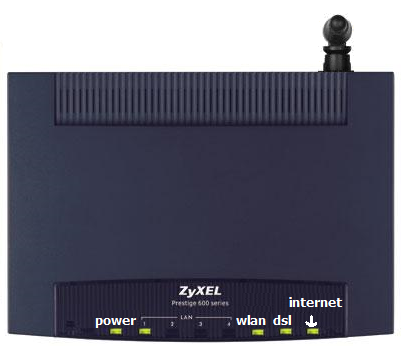 ZyXEL
Prestige 600 series
LAN
internet
power 1 2 3 4 wlan dsl